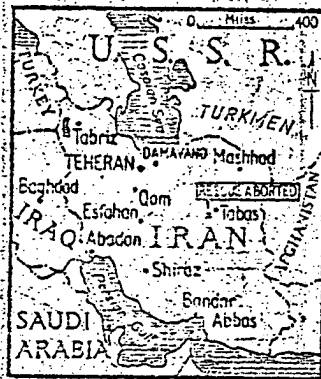 0 Miles 400
U. S. S. R.
TURKEY
Caspian Sea
TURKMEN
Tabriz
TEHERAN
DAMAVAND
Mashhad
Baghdad
Qom
RESCUE ABORTED
Esfahan
Tabas
IRAQ
Abadan
IRAN
AFGHANISTAN
Shiraz
Persian Gulf
Bandar
Abbas
SAUDI
ARABIA